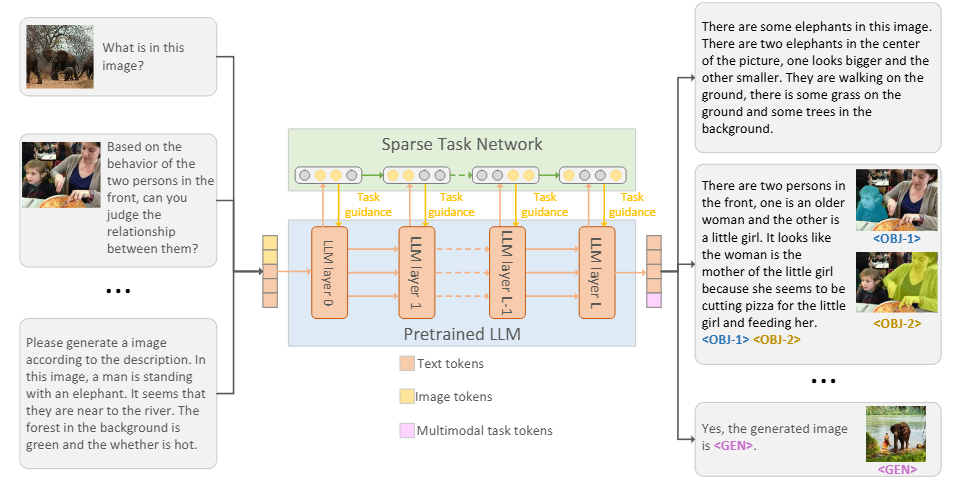 What is in this
image?
Based on the
behavior of the
two persons in the
front, can you
judge the
relationship
between them?
...
Please generate a image
according to the description. In
this image, a man is standing
with an elephant. It seems that
they are near to the river. The
forest in the background is
green and the whether is hot.
Sparse Task Network
Task
guidance
Task
guidance
Task
guidance
Task
guidance
LLM layer 0
LLM layer 1
LLM layer L-1
LLM layer L
Pretrained LLM
Text tokens
Image tokens
Multimodal task tokens
There are some elephants in this image.
There are two elephants in the center
of the picture, one looks bigger and the
other smaller. They are walking on the
ground, there is some grass on the
ground and some trees in the
background.
There are two persons in
the front, one is an older
woman and the other is
a little girl. It looks like
the woman is the
mother of the little girl
because she seems to be
cutting pizza for the little
girl and feeding her.
<OBJ-1> <OBJ-2>
<OBJ-1>
<OBJ-2>
...
Yes, the generated image
is <GEN>.
<GEN>